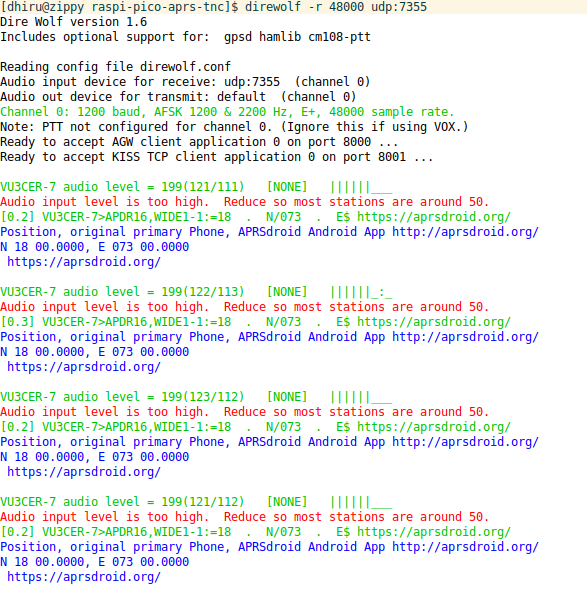 [dhiru@zippy raspi-pico-aprs-tnc]$ direwolf -r 48000 udp:7355
Dire Wolf version 1.6
Includes optional support for:  gpsd hamlib cm108-ptt

Reading config file direwolf.conf
Audio input device for receive: udp:7355  (channel 0)
Audio out device for transmit: default  (channel 0)
Channel 0: 1200 baud, AFSK 1200 & 2200 Hz, E+, 48000 sample rate.
Note: PTT not configured for channel 0. (Ignore this if using VOX.)
Ready to accept AGW client application 0 on port 8000 ...
Ready to accept KISS TCP client application 0 on port 8001 ...

VU3CER-7 audio level = 199(121/111)   [NONE]   ||||||___
Audio input level is too high.  Reduce so most stations are around 50.
[0.2] VU3CER-7>APDR16,WIDE1-1:=18  .  N/073  .  E$ https://aprsdroid.org/
Position, original primary Phone, APRSdroid Android App http://aprsdroid.org/
N 18 00.0000, E 073 00.0000
 https://aprsdroid.org/

VU3CER-7 audio level = 199(122/113)   [NONE]   ||||||_:_
Audio input level is too high.  Reduce so most stations are around 50.
[0.3] VU3CER-7>APDR16,WIDE1-1:=18  .  N/073  .  E$ https://aprsdroid.org/
Position, original primary Phone, APRSdroid Android App http://aprsdroid.org/
N 18 00.0000, E 073 00.0000
 https://aprsdroid.org/

VU3CER-7 audio level = 199(123/112)   [NONE]   ||||||___
Audio input level is too high.  Reduce so most stations are around 50.
[0.2] VU3CER-7>APDR16,WIDE1-1:=18  .  N/073  .  E$ https://aprsdroid.org/
Position, original primary Phone, APRSdroid Android App http://aprsdroid.org/
N 18 00.0000, E 073 00.0000
 https://aprsdroid.org/

VU3CER-7 audio level = 199(121/112)   [NONE]   ||||||___
Audio input level is too high.  Reduce so most stations are around 50.
[0.2] VU3CER-7>APDR16,WIDE1-1:=18  .  N/073  .  E$ https://aprsdroid.org/
Position, original primary Phone, APRSdroid Android App http://aprsdroid.org/
N 18 00.0000, E 073 00.0000
 https://aprsdroid.org/